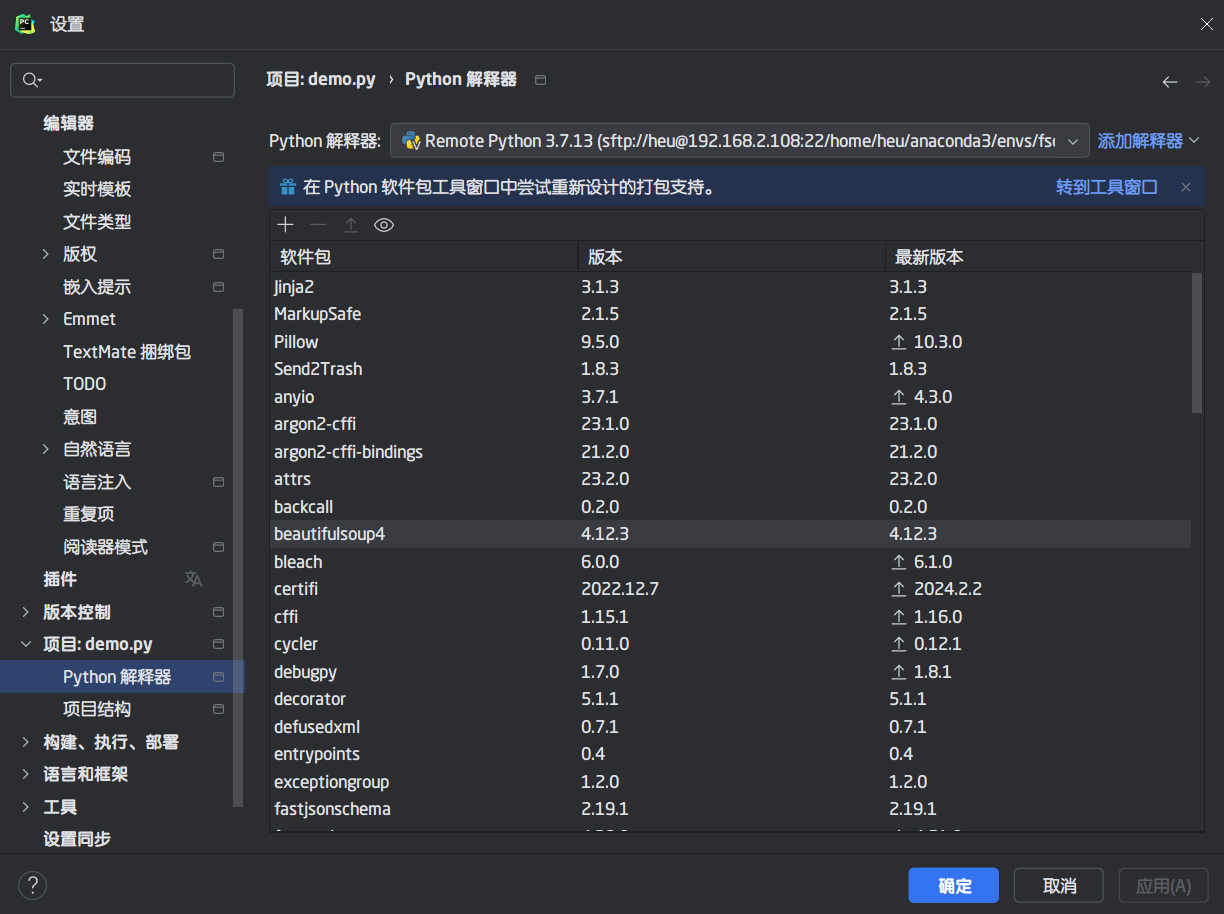 设置
项目: demo.py › Python 解释器
编辑器
文件编码
实时模板
文件类型
版权
嵌入提示
Emmet
TextMate 捆绑包
TODO
意图
自然语言
语言注入
重复项
阅读器模式
插件
版本控制
项目: demo.py
Python 解释器
项目结构
构建、执行、部署
语言和框架
工具
设置同步
Python 解释器: Remote Python 3.7.13 (sftp://heu@192.168.2.108:22/home/heu/anaconda3/envs/fsc 添加解释器
在 Python 软件包工具窗口中尝试重新设计的打包支持。 转到工具窗口
软件包 版本 最新版本
Jinja2 3.1.3 3.1.3
MarkupSafe 2.1.5 2.1.5
Pillow 9.5.0 10.3.0
Send2Trash 1.8.3 1.8.3
anyio 3.7.1 4.3.0
argon2-cffi 23.1.0 23.1.0
argon2-cffi-bindings 21.2.0 21.2.0
attrs 23.2.0 23.2.0
backcall 0.2.0 0.2.0
beautifulsoup4 4.12.3 4.12.3
bleach 6.0.0 6.1.0
certifi 2022.12.7 2024.2.2
cffi 1.15.1 1.16.0
cycler 0.11.0 0.12.1
debugpy 1.7.0 1.8.1
decorator 5.1.1 5.1.1
defusedxml 0.7.1 0.7.1
entrypoints 0.4 0.4
exceptiongroup 1.2.0 1.2.0
fastjsonschema 2.19.1 2.19.1
? 确定 取消 应用(A)